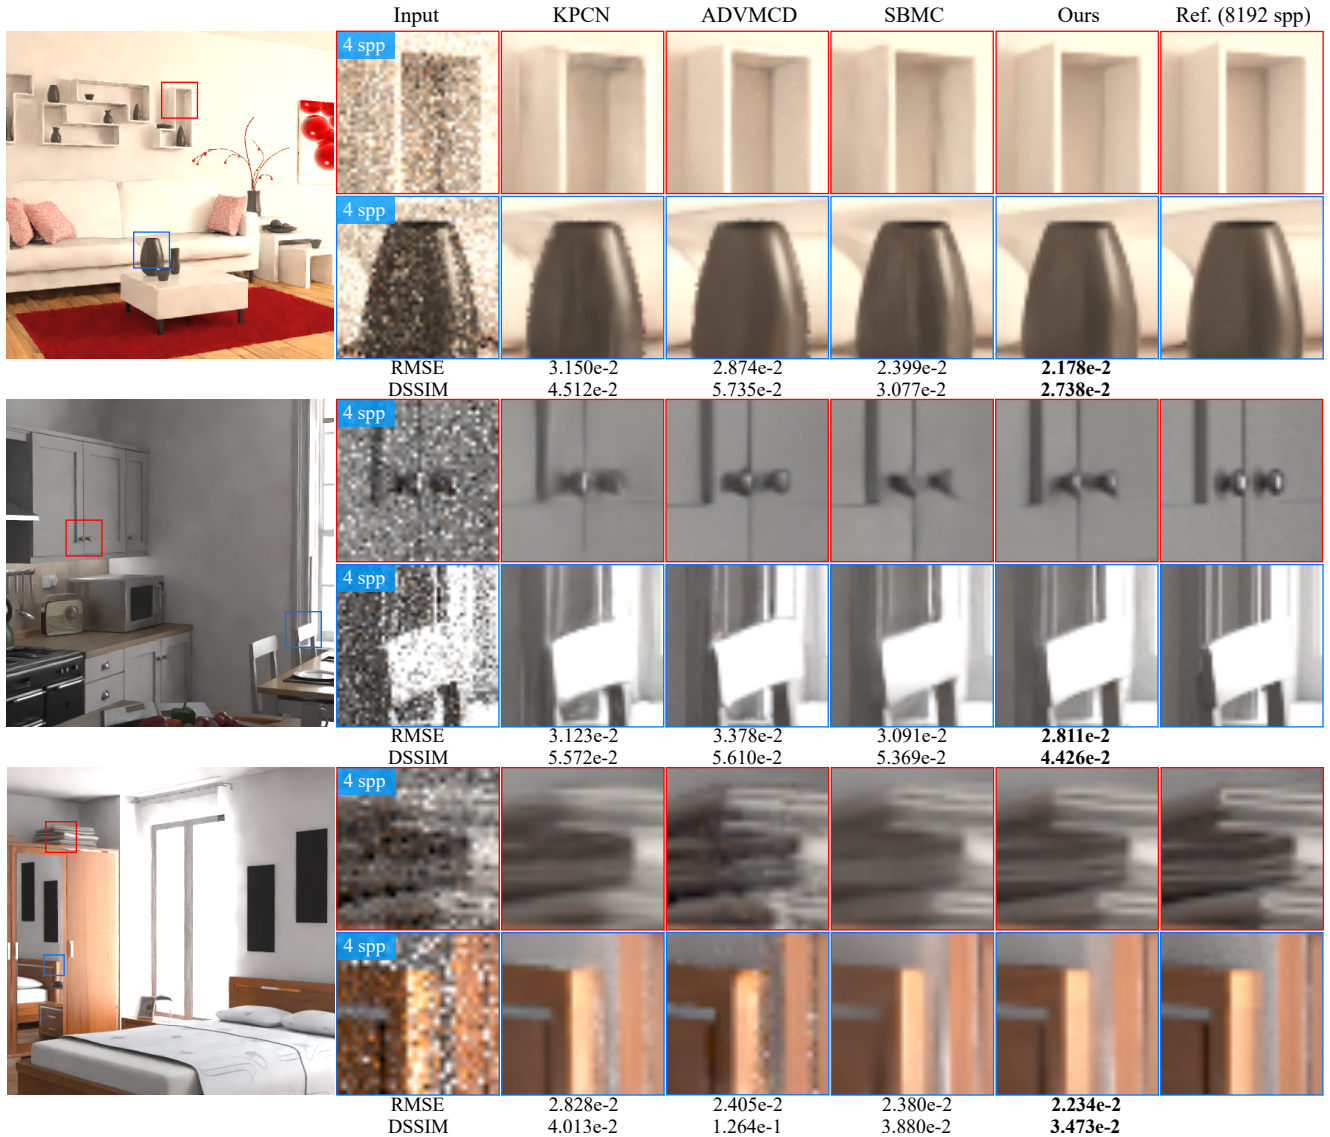 Input KPCN ADVMCD SBMC Ours Ref. (8192 spp)
4 spp
4 spp
RMSE 3.150e-2 2.874e-2 2.399e-2 2.178e-2
DSSIM 4.512e-2 5.735e-2 3.077e-2 2.738e-2
4 spp
4 spp
RMSE 3.123e-2 3.378e-2 3.091e-2 2.811e-2
DSSIM 5.572e-2 5.610e-2 5.369e-2 4.426e-2
4 spp
4 spp
RMSE 2.828e-2 2.405e-2 2.380e-2 2.234e-2
DSSIM 4.013e-2 1.264e-1 3.880e-2 3.473e-2